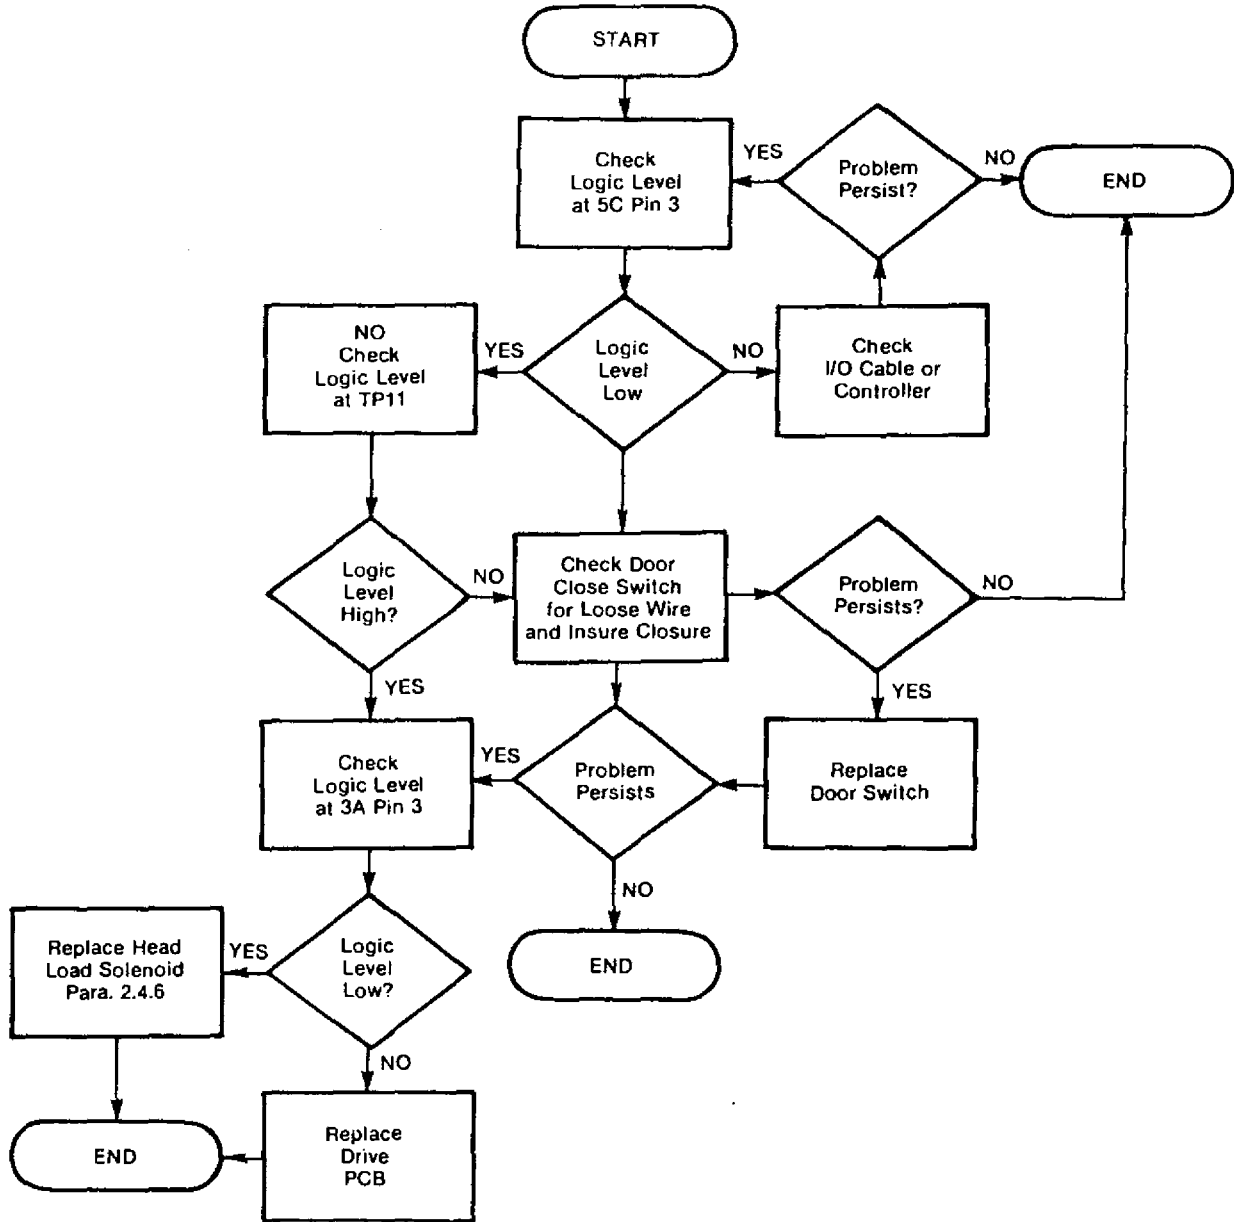 START
Check
Logic Level
at 5C Pin 3
YES
Problem
Persist?
NO
END
NO
Check
Logic Level
at TP11
YES
Logic
Level
Low
NO
Check
I/O Cable or
Controller
Logic
Level
High?
NO
Check Door
Close Switch
for Loose Wire
and Insure Closure
Problem
Persists?
NO
YES
YES
Check
Logic Level
at 3A Pin 3
YES
Problem
Persists
Replace
Door Switch
NO
END
Replace Head
Load Solenoid
Para. 2.4.6
YES
Logic
Level
Low?
NO
END
Replace
Drive
PCB